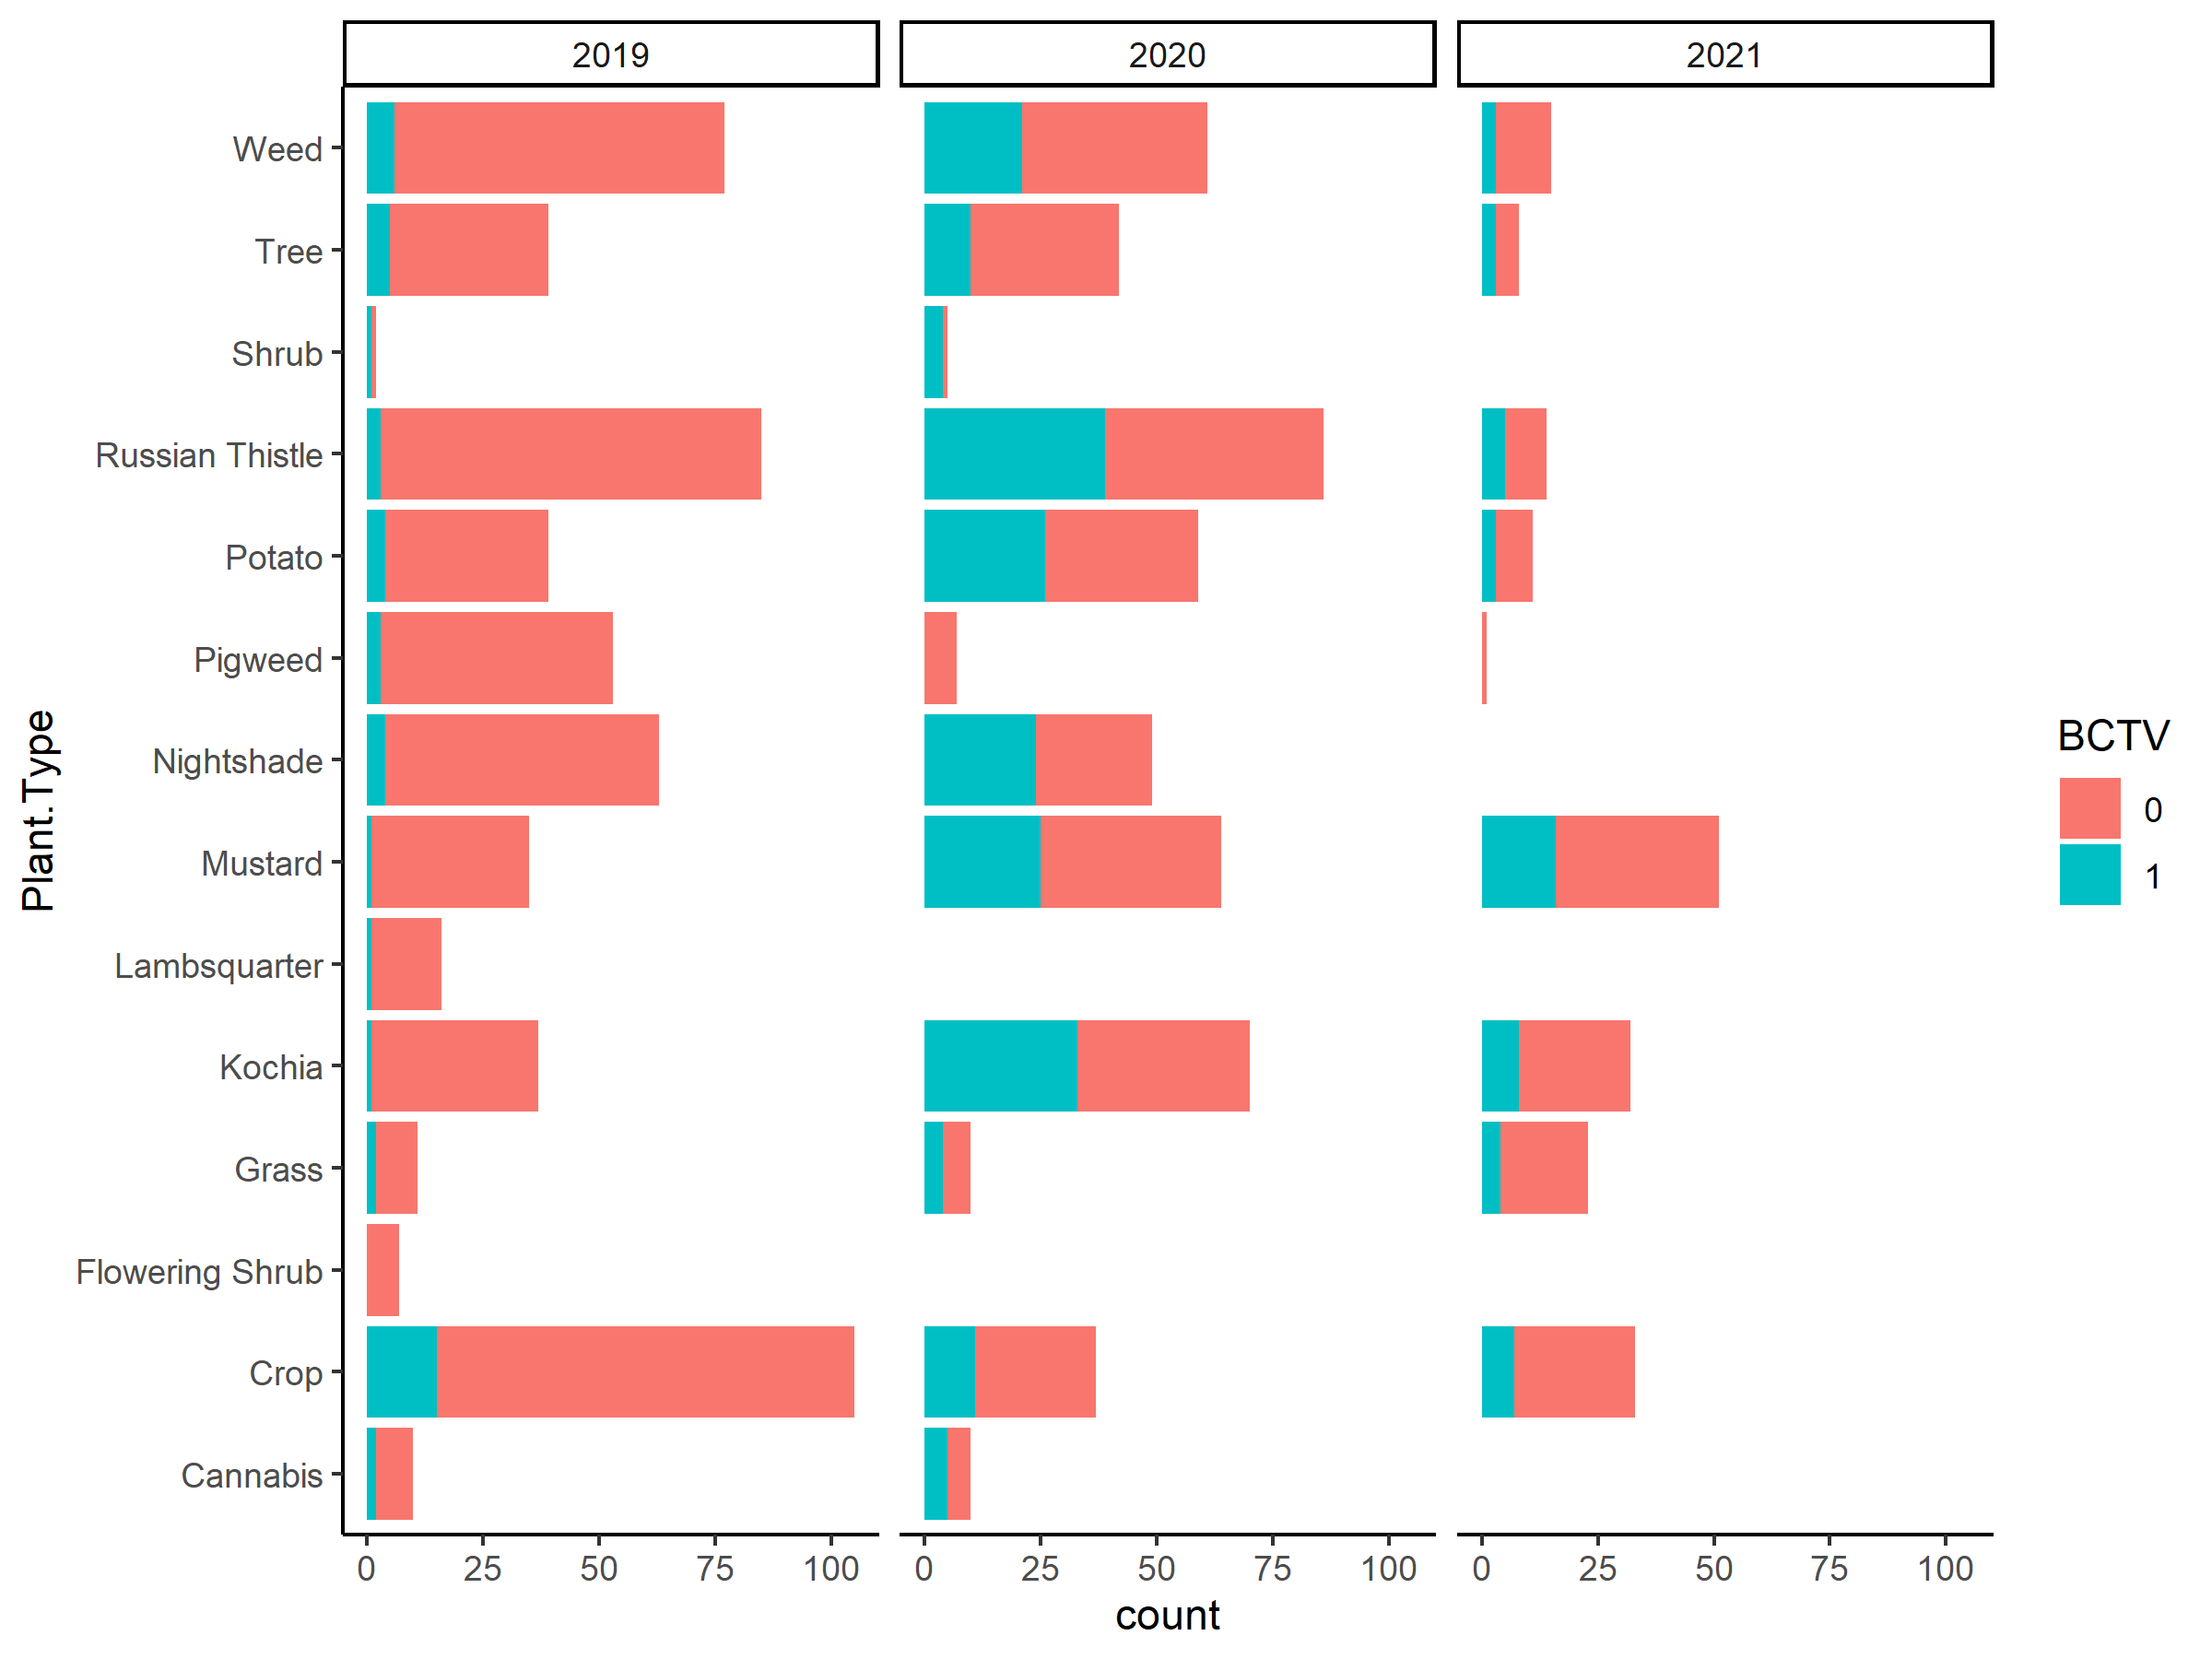 2019 2020 2021
Weed
Tree
Shrub
Russian Thistle
Potato
Pigweed
Nightshade
Mustard
Lambsquarter
Kochia
Grass
Flowering Shrub
Crop
Cannabis
Plant.Type
0 25 50 75 100 0 25 50 75 100 0 25 50 75 100
count
BCTV
0
1